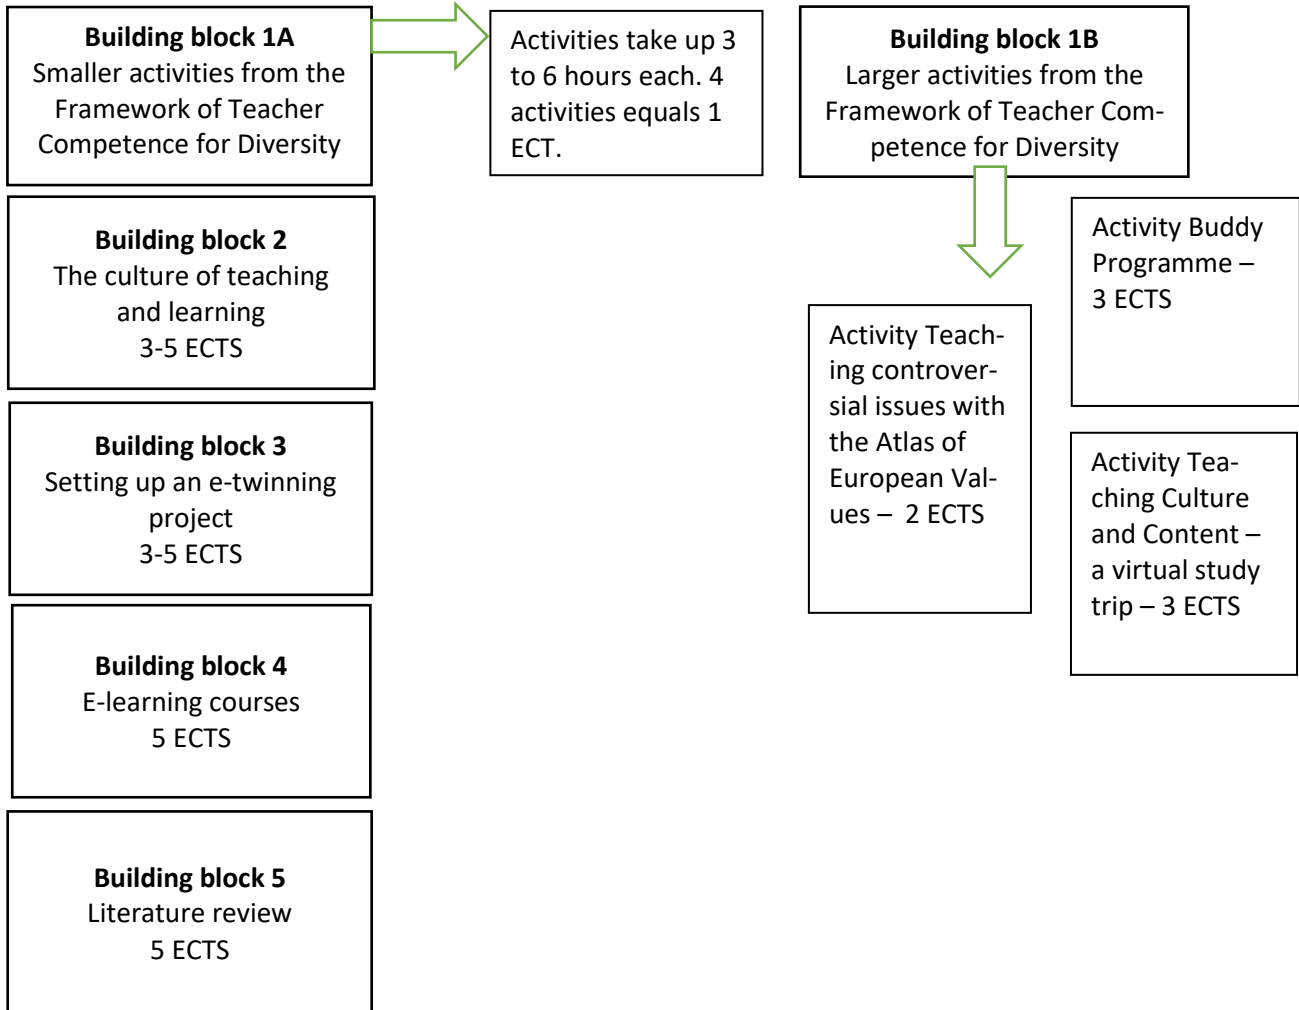 Building block 1A
Smaller activities from the
Framework of Teacher
Competence for Diversity
Activities take up 3
to 6 hours each. 4
activities equals 1
ECT.
Building block 1B
Larger activities from the
Framework of Teacher Com-
petence for Diversity
Building block 2
The culture of teaching
and learning
3-5 ECTS
Activity Buddy
Programme –
3 ECTS
Activity Teach-
ing controver-
sial issues with
the Atlas of
European Val-
ues – 2 ECTS
Building block 3
Setting up an e-twinning
project
3-5 ECTS
Activity Tea-
ching Culture
and Content –
a virtual study
trip – 3 ECTS
Building block 4
E-learning courses
5 ECTS
Building block 5
Literature review
5 ECTS